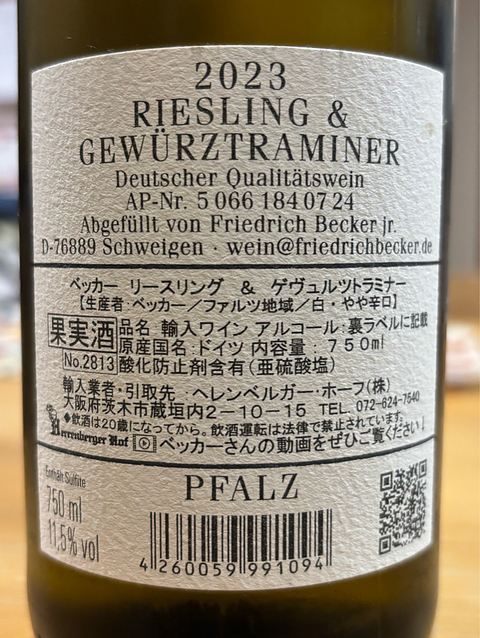 2023
RIESLING &
GEWÜRZTRAMINER
Deutscher Qualitätswein
AP-Nr. 5 066 184 07 24
Abgefüllt von Friedrich Becker jr.
D-76889 Schweigen · wein@friedrichbecker.de
ベッカー リースリング & ゲヴュルツトラミナー
【生産者：ベッカー／ファルツ地域／白・やや辛口】
果実酒 品名：輸入ワイン アルコール：裏ラベルに記載
原産国名：ドイツ 内容量：750ml
No.2813 酸化防止剤含有（亜硫酸塩）
輸入業者・引取先：ヘレンベルガー・ホーフ（株）
大阪府茨木市蔵垣内2-10-15 TEL. 072-624-7540
◆飲酒は20歳になってから。飲酒運転は法律で禁止されています。
Herrenberger Hof ベッカーさんの動画をぜひご覧ください！
Enthält Sulfite
750 ml
11,5% vol
PFALZ
4 260059 991094